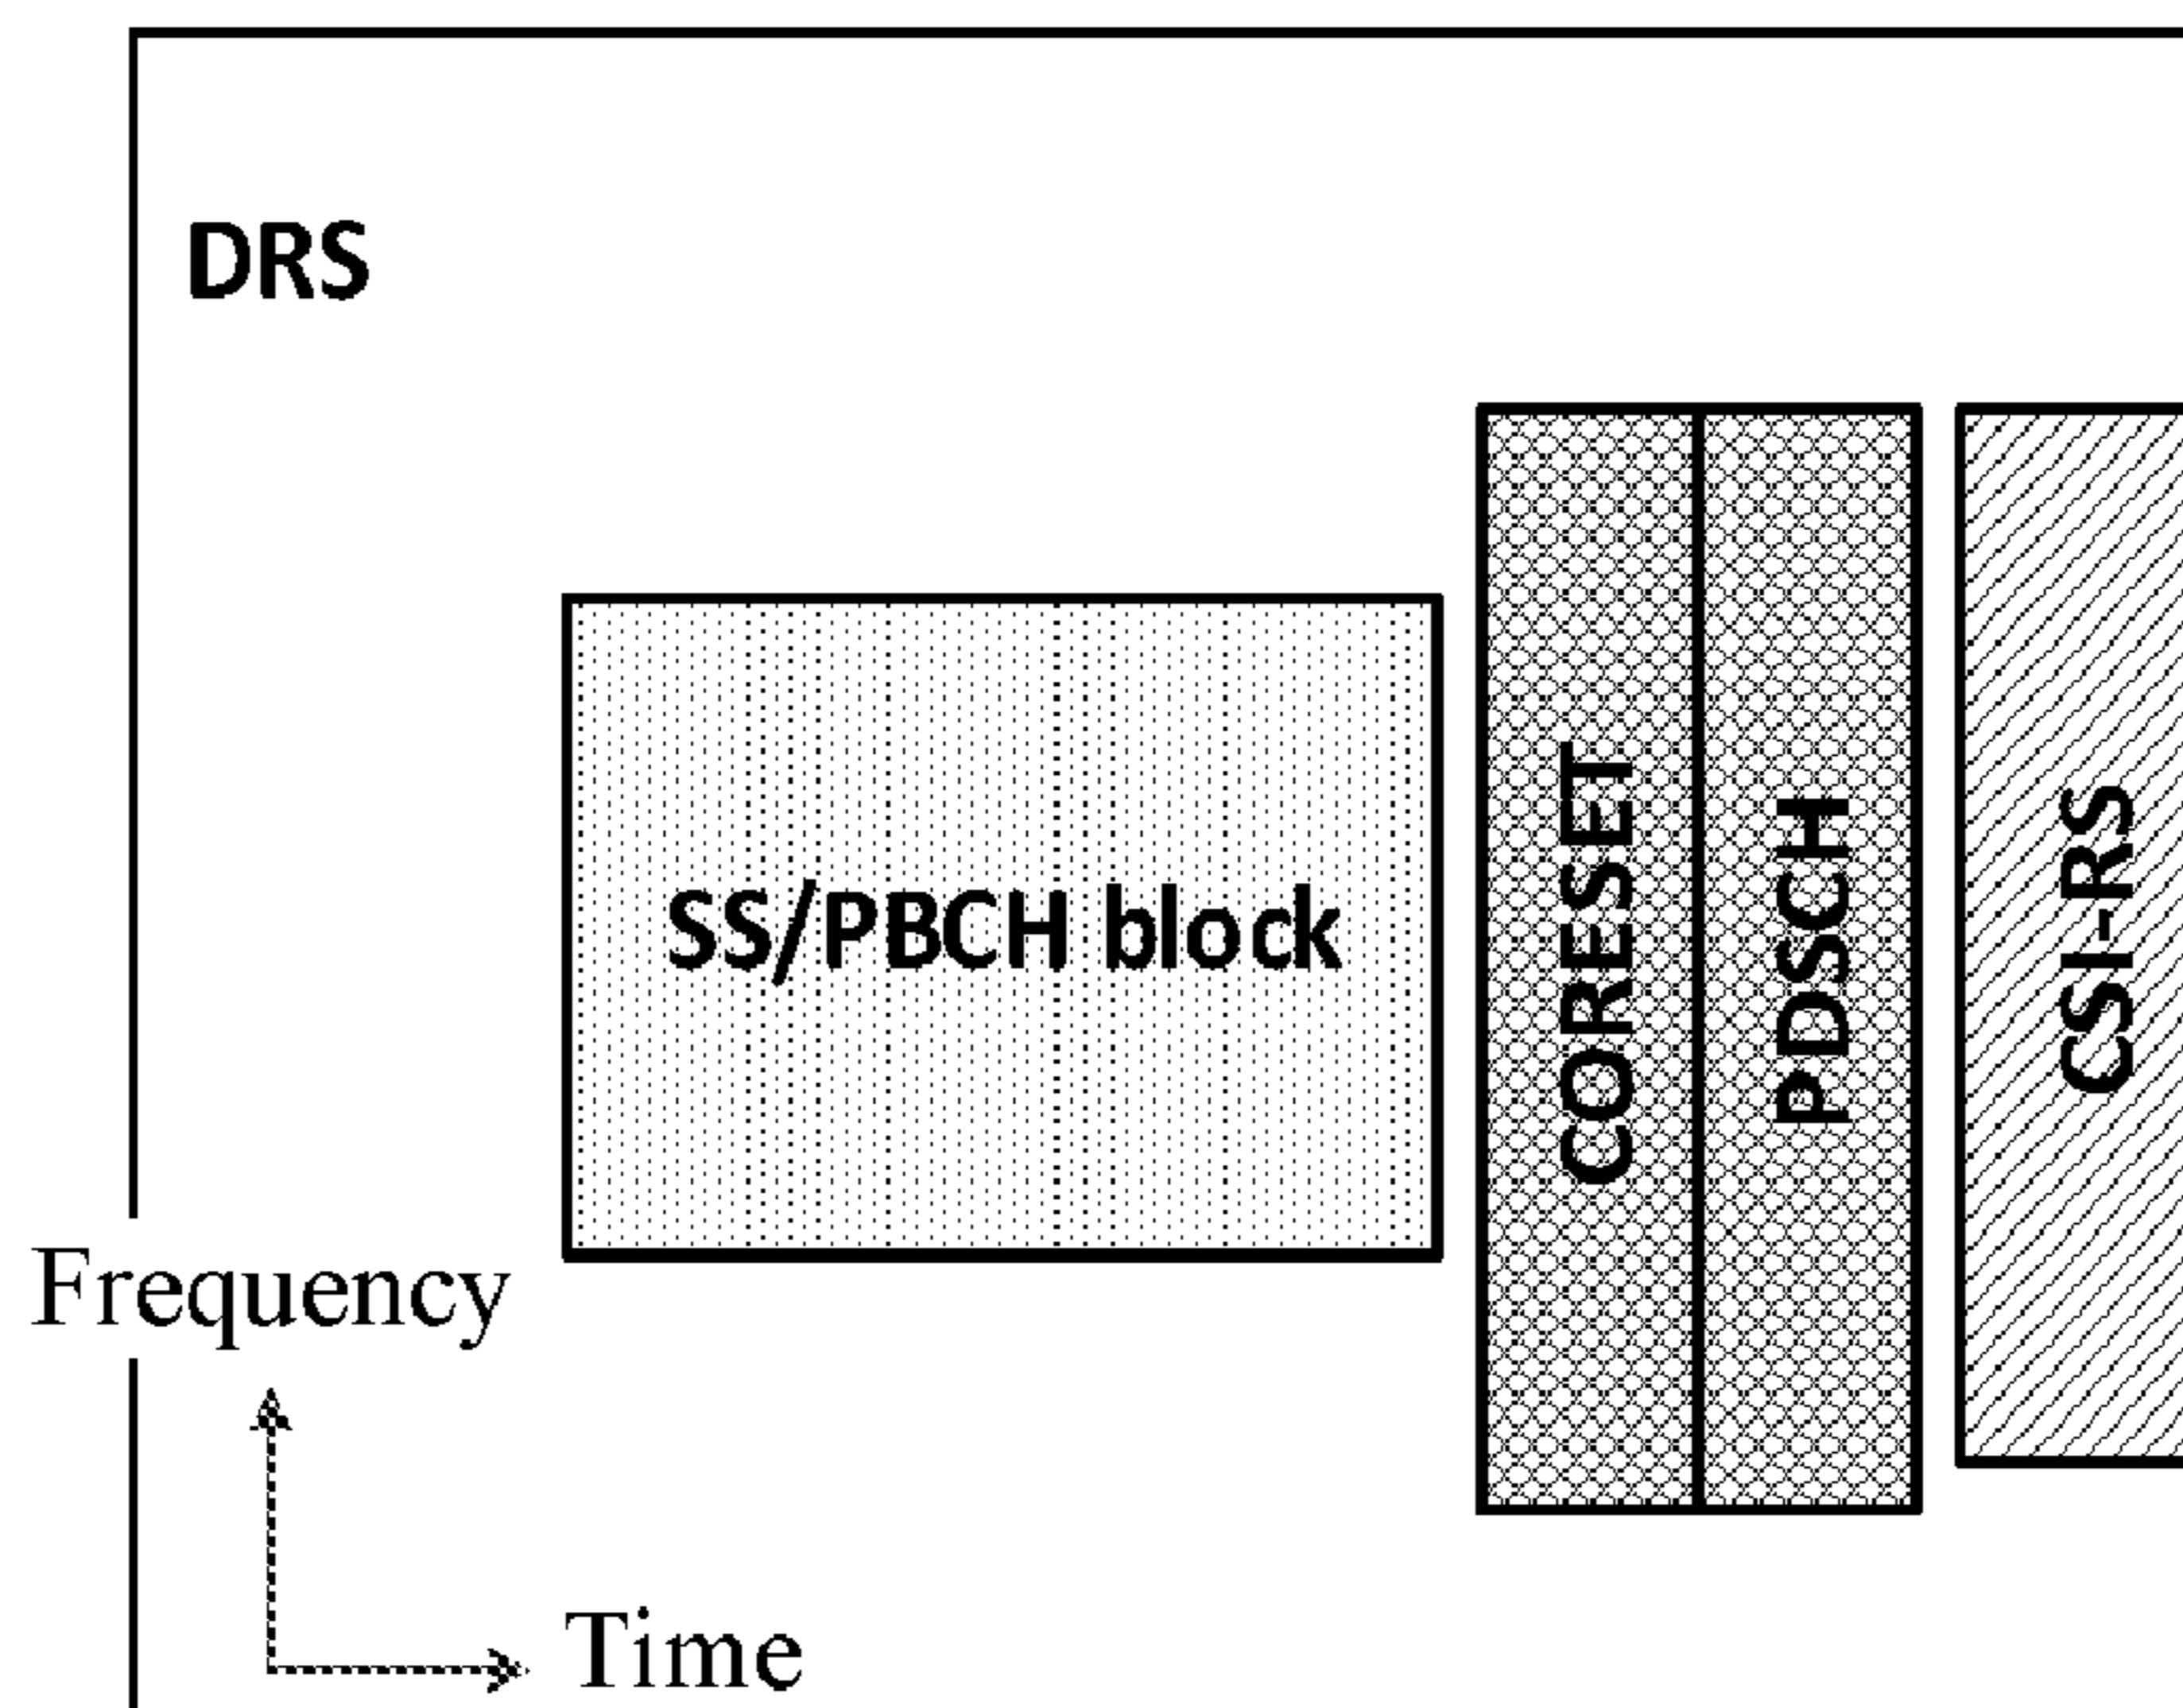 DRS
SS/PBCH block
CORESET
PDSCH
CSI-RS
Frequency
Time